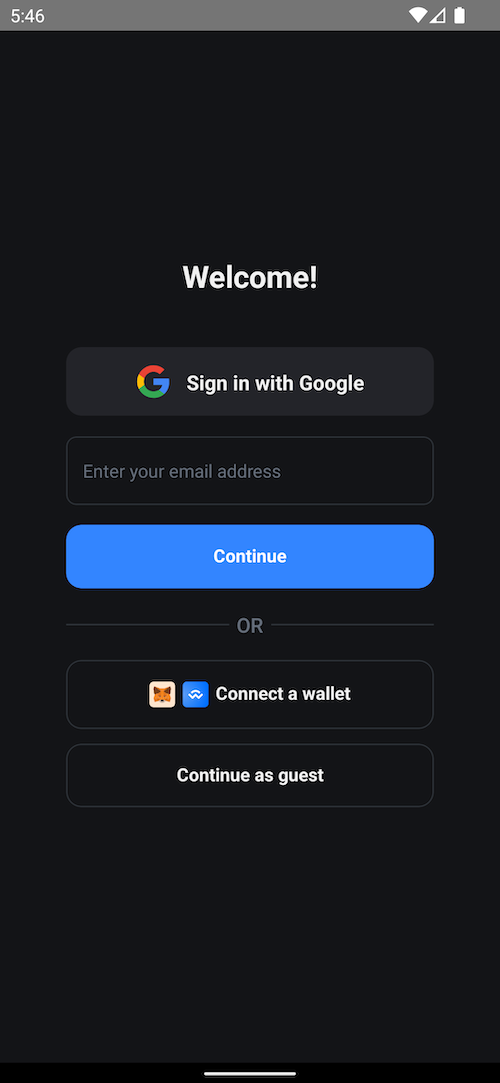 5:46
Welcome!
Sign in with Google
Enter your email address
Continue
OR
Connect a wallet
Continue as guest